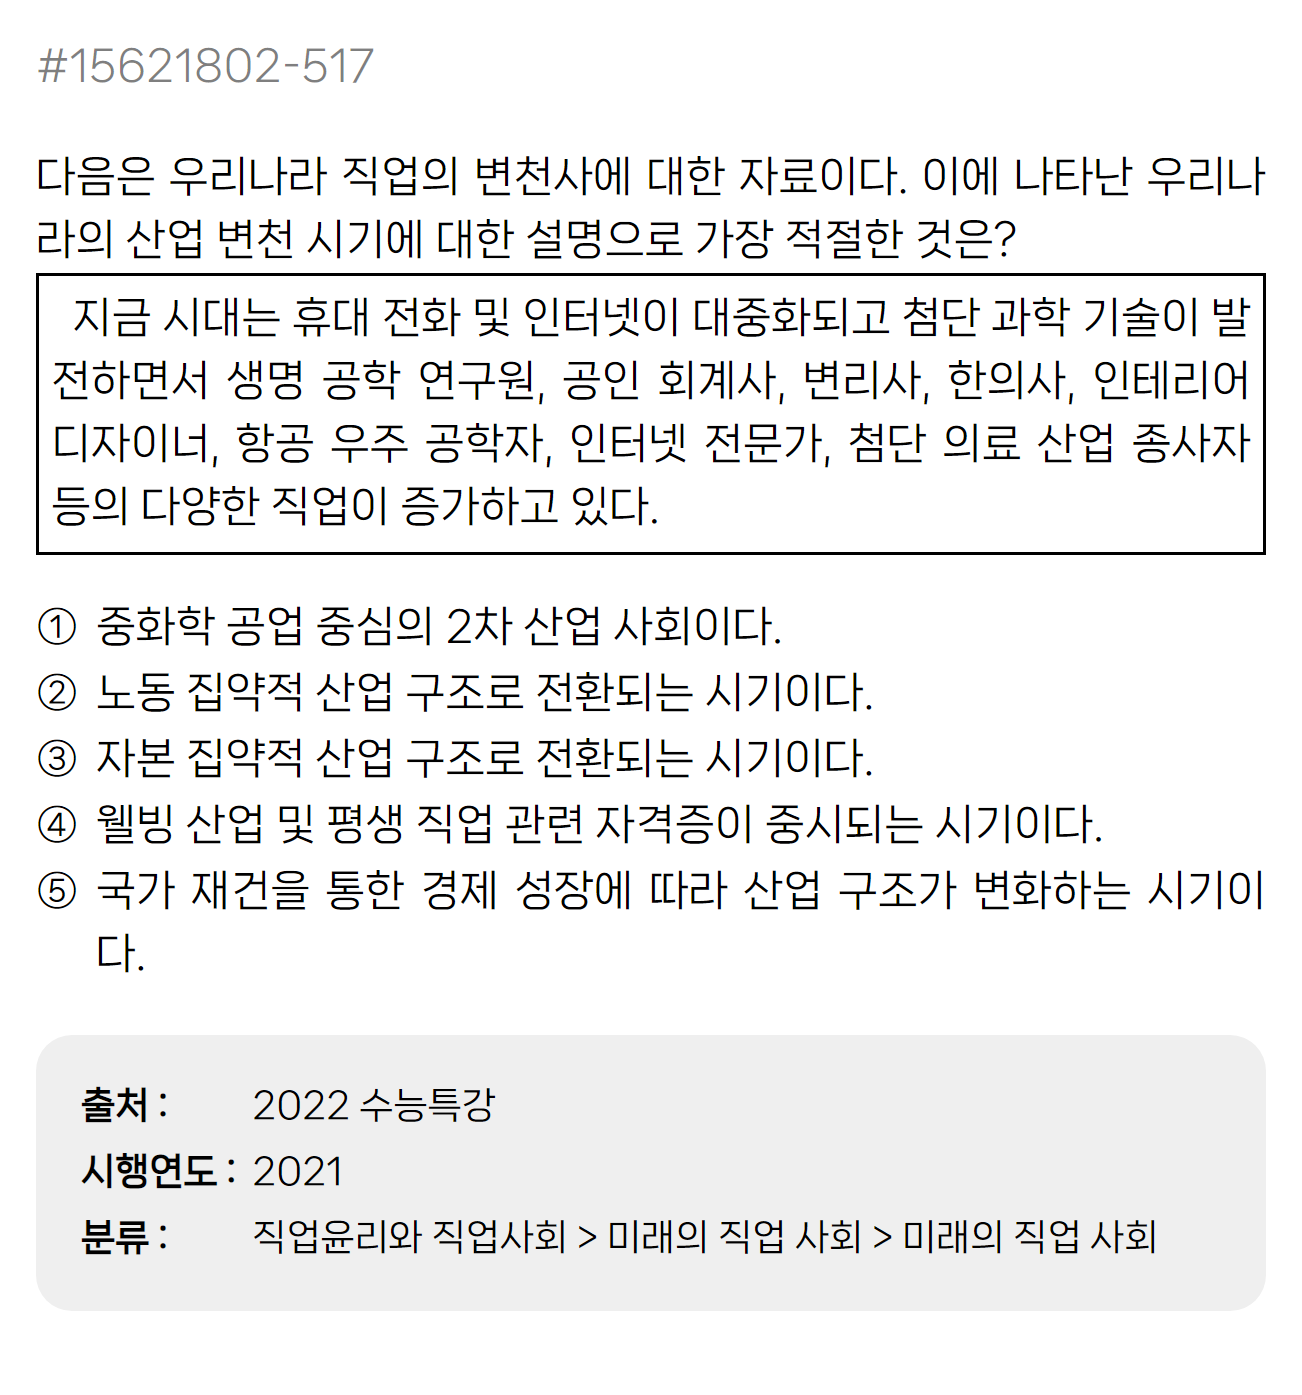 #15621802-517
다음은 우리나라 직업의 변천사에 대한 자료이다. 이에 나타난 우리나
라의 산업 변천 시기에 대한 설명으로 가장 적절한 것은?
지금 시대는 휴대 전화 및 인터넷이 대중화되고 첨단 과학 기술이 발
전하면서 생명 공학 연구원, 공인 회계사, 변리사, 한의사, 인테리어
디자이너, 항공 우주 공학자, 인터넷 전문가, 첨단 의료 산업 종사자
등의 다양한 직업이 증가하고 있다.
① 중화학 공업 중심의 2차 산업 사회이다.
② 노동 집약적 산업 구조로 전환되는 시기이다.
③ 자본 집약적 산업 구조로 전환되는 시기이다.
④ 웰빙 산업 및 평생 직업 관련 자격증이 중시되는 시기이다.
⑤ 국가 재건을 통한 경제 성장에 따라 산업 구조가 변화하는 시기이
다.
출처 : 2022 수능특강
시행연도 : 2021
분류 : 직업윤리와 직업사회 > 미래의 직업 사회 > 미래의 직업 사회